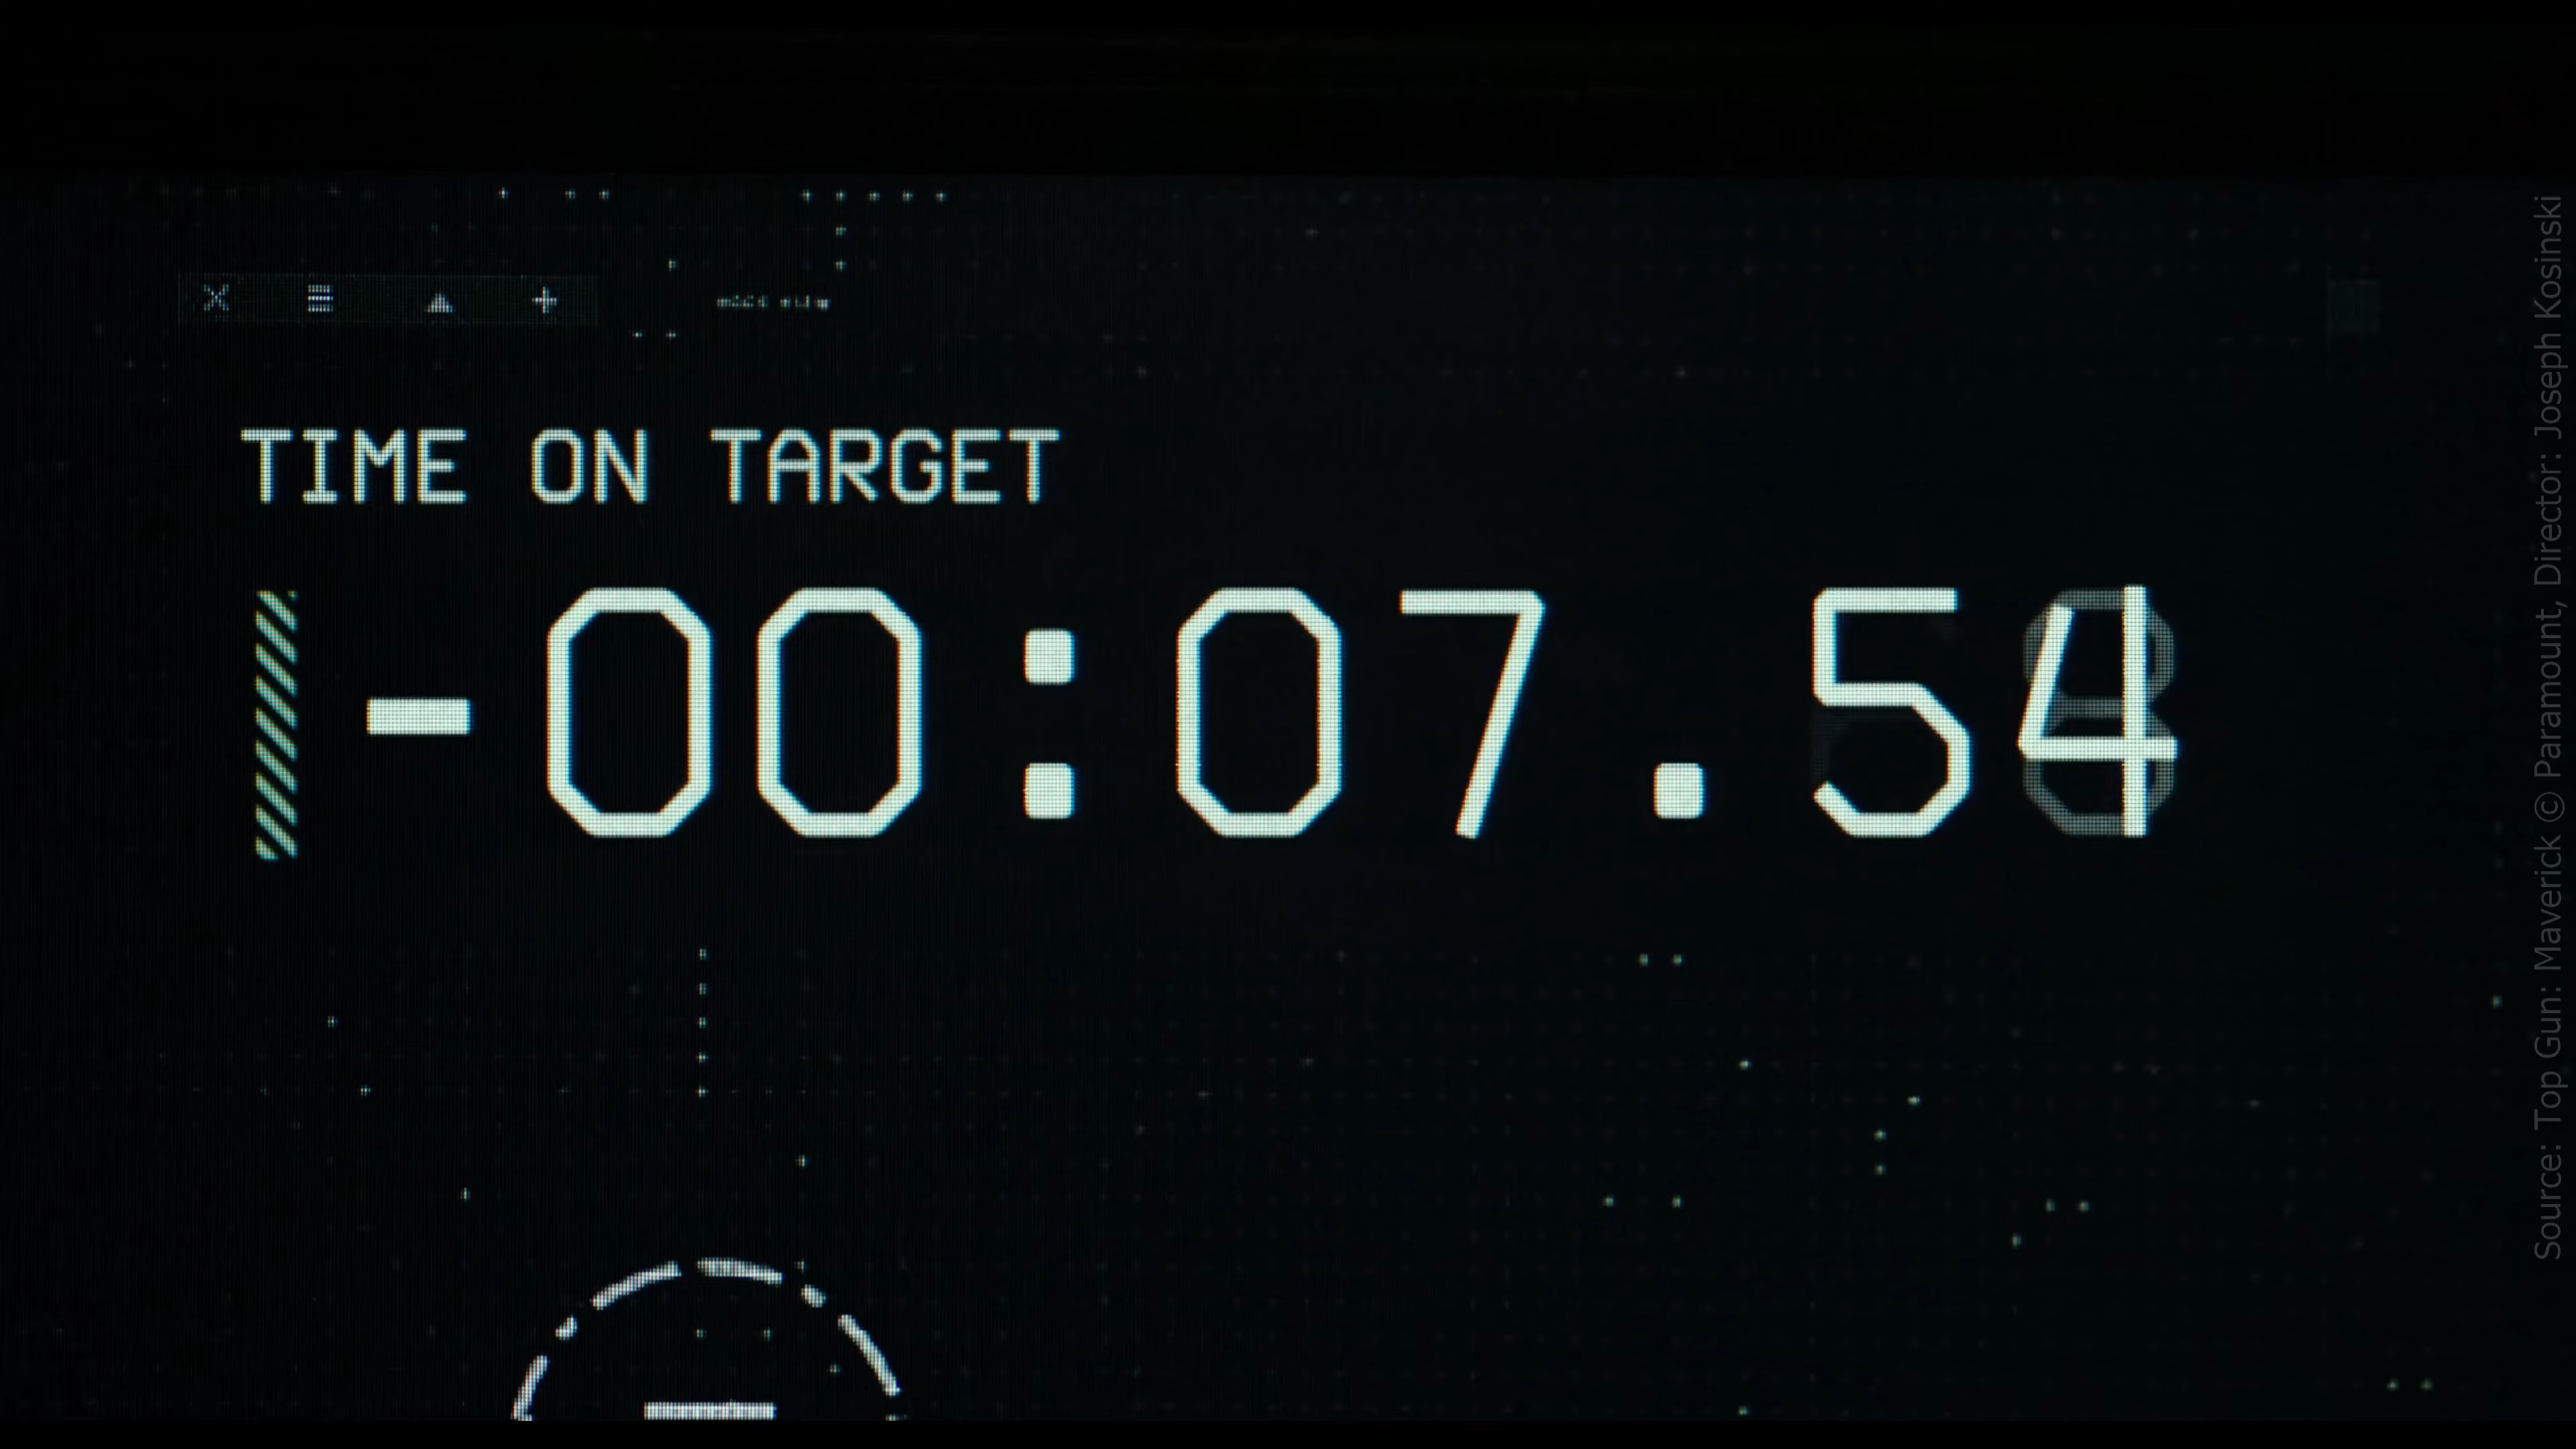 TIME ON TARGET
-00:07.54
Source: Top Gun: Maverick © Paramount, Director: Joseph Kosinski